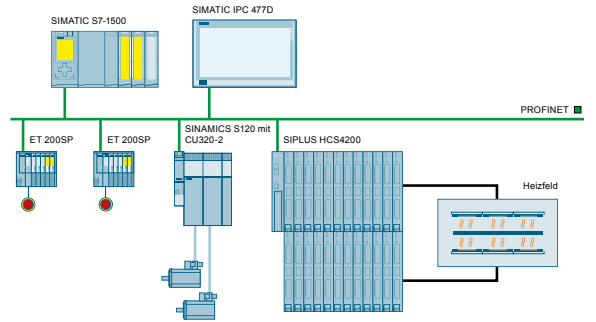 SIMATIC S7-1500
SIMATIC IPC 477D
PROFINET
ET 200SP
ET 200SP
SINAMICS S120 mit
CU320-2
SIPLUS HCS4200
Heizfeld